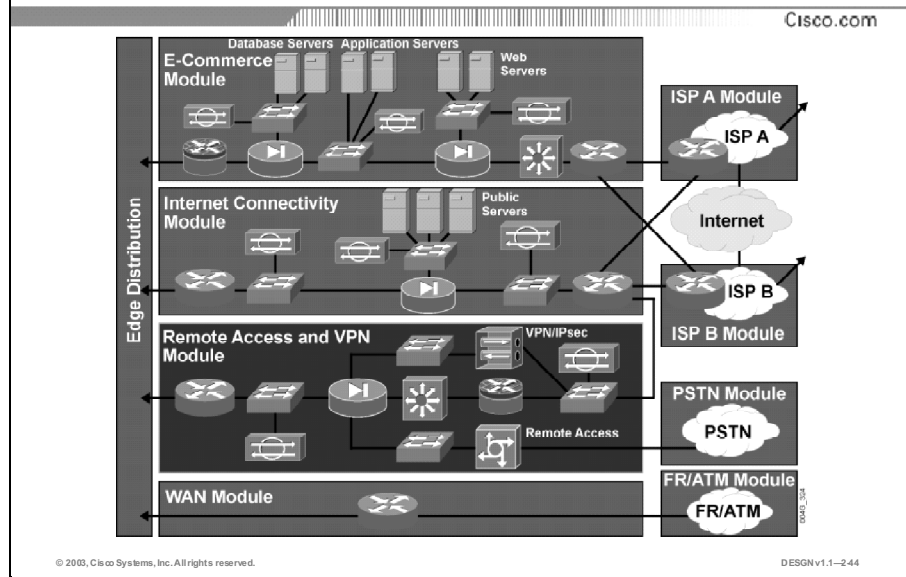 Cisco.com
Database Servers
Application Servers
E-Commerce
Module
Web
Servers
ISP A Module
ISP A
Internet Connectivity
Module
Public
Servers
Internet
Edge Distribution
ISP B
ISP B Module
Remote Access and VPN
Module
VPN/IPsec
Remote Access
PSTN Module
PSTN
WAN Module
FR/ATM Module
FR/ATM
© 2003, Cisco Systems, Inc. All rights reserved.
DESGN v1.1—2-44